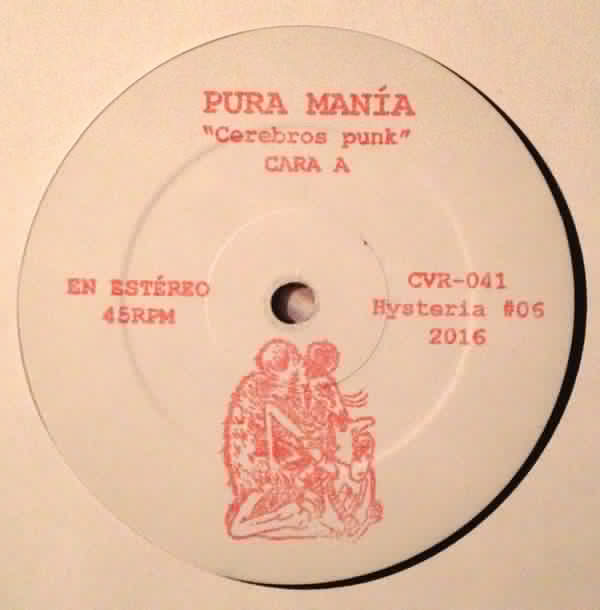 PURA MANÍA
"Cerebros punk"
CARA A
EN ESTÉREO
45RPM
CVR-041
Hysteria #06
2016